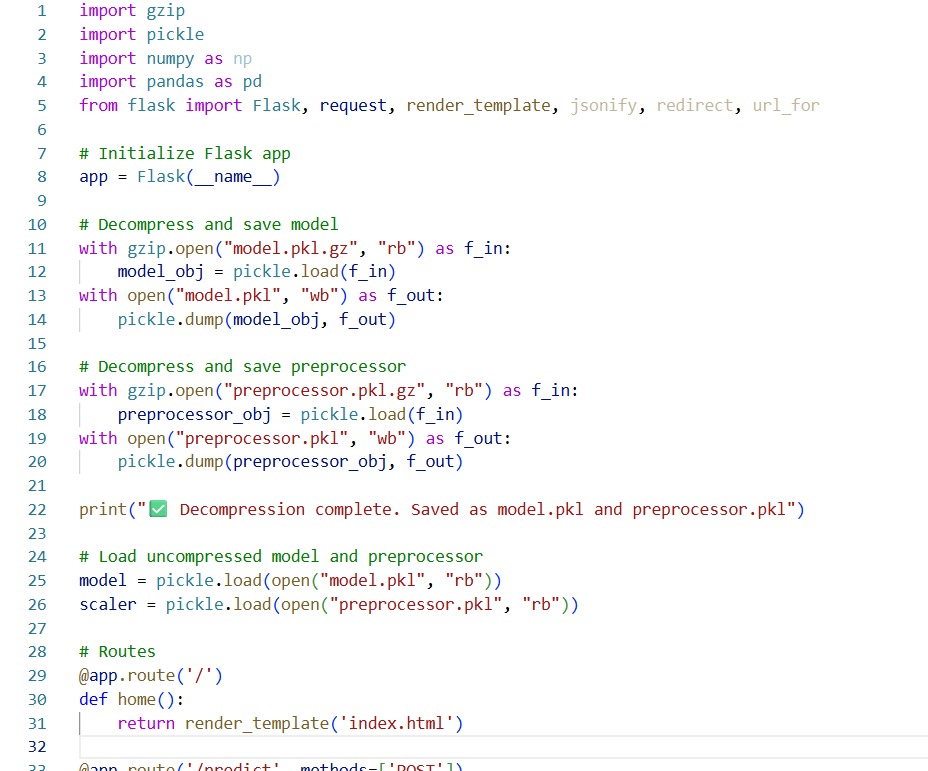 1 import gzip
2 import pickle
3 import numpy as np
4 import pandas as pd
5 from flask import Flask, request, render_template, jsonify, redirect, url_for
6
7 # Initialize Flask app
8 app = Flask(__name__)
9
10 # Decompress and save model
11 with gzip.open("model.pkl.gz", "rb") as f_in:
12     model_obj = pickle.load(f_in)
13 with open("model.pkl", "wb") as f_out:
14     pickle.dump(model_obj, f_out)
15
16 # Decompress and save preprocessor
17 with gzip.open("preprocessor.pkl.gz", "rb") as f_in:
18     preprocessor_obj = pickle.load(f_in)
19 with open("preprocessor.pkl", "wb") as f_out:
20     pickle.dump(preprocessor_obj, f_out)
21
22 print("✅ Decompression complete. Saved as model.pkl and preprocessor.pkl")
23
24 # Load uncompressed model and preprocessor
25 model = pickle.load(open("model.pkl", "rb"))
26 scaler = pickle.load(open("preprocessor.pkl", "rb"))
27
28 # Routes
29 @app.route('/')
30 def home():
31     return render_template('index.html')
32
33 @app.route('/predict', methods=['POST'])